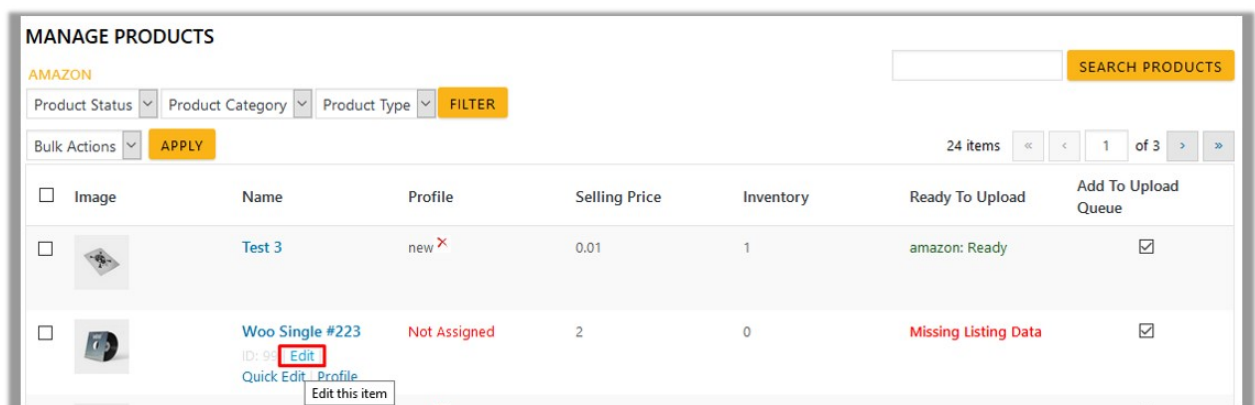 MANAGE PRODUCTS
AMAZON
SEARCH PRODUCTS
Product Status Product Category Product Type FILTER
Bulk Actions APPLY 24 items « ‹ 1 of 3 › »
Image Name Profile Selling Price Inventory Ready To Upload Add To Upload Queue
Test 3 new 0.01 1 amazon: Ready
Woo Single #223 Not Assigned 2 0 Missing Listing Data
ID: 99 | Edit |
Quick Edit | Profile
Edit this item